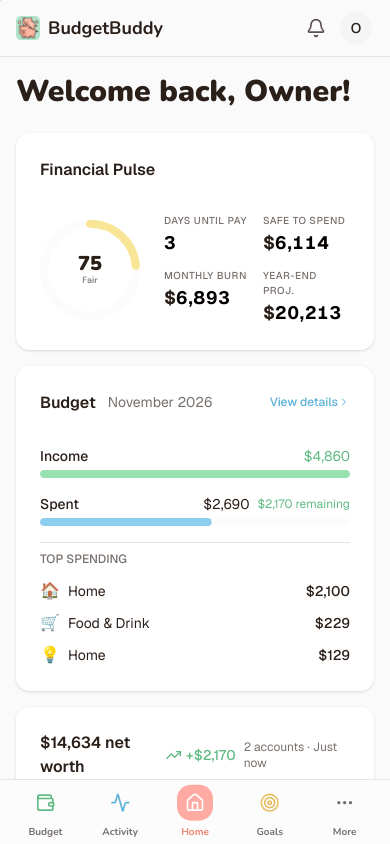 BudgetBuddy
O
Welcome back, Owner!
Financial Pulse
75
Fair
DAYS UNTIL PAY
3
SAFE TO SPEND
$6,114
MONTHLY BURN
$6,893
YEAR-END
PROJ.
$20,213
Budget November 2026 View details
Income $4,860
Spent $2,690 $2,170 remaining
TOP SPENDING
Home $2,100
Food & Drink $229
Home $129
$14,634 net
worth
+$2,170
2 accounts · Just
now
Budget Activity Home Goals More